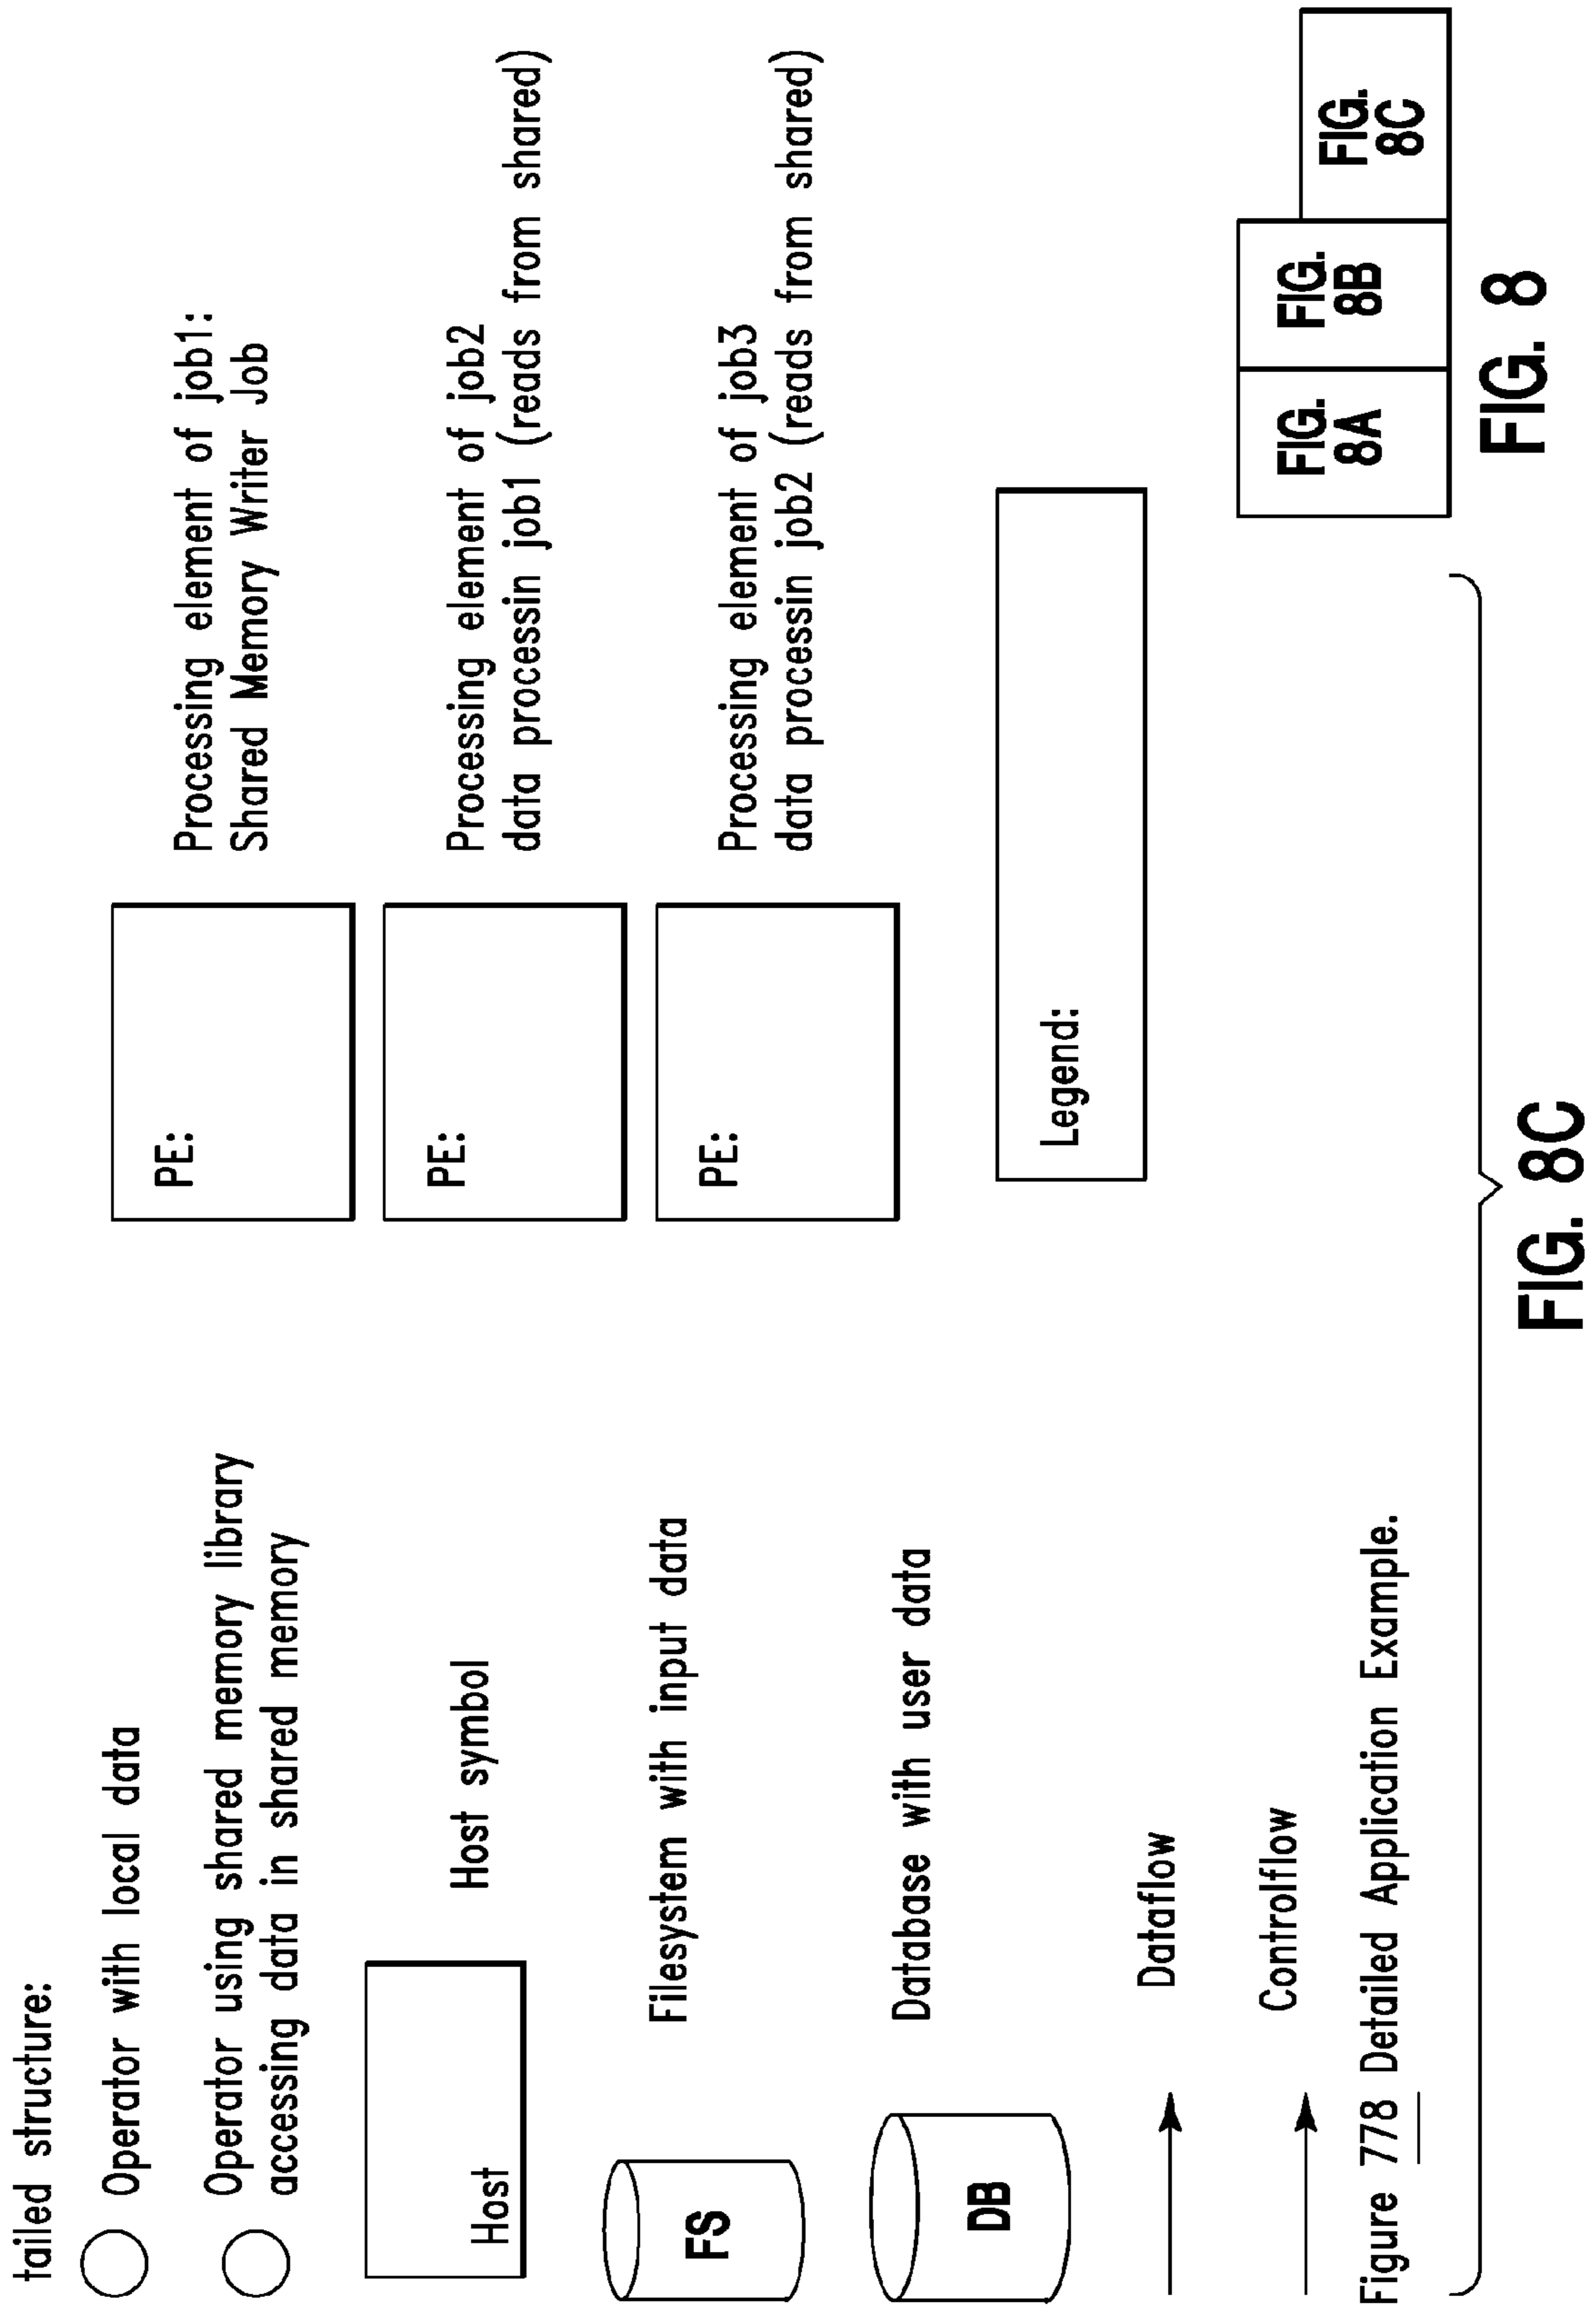 tailed structure:
Operator with local data
Operator using shared memory library
accessing data in shared memory
Host
Host symbol
FS
Filesystem with input data
DB
Database with user data
Dataflow
Controlflow
Figure 778 Detailed Application Example.
PE:
Processing element of job1:
Shared Memory Writer Job
PE:
Processing element of job2
data processin job1 (reads from shared)
PE:
Processing element of job3
data processin job2 (reads from shared)
Legend:
FIG. 8C
FIG.
8A
FIG.
8B
FIG.
8C
FIG. 8